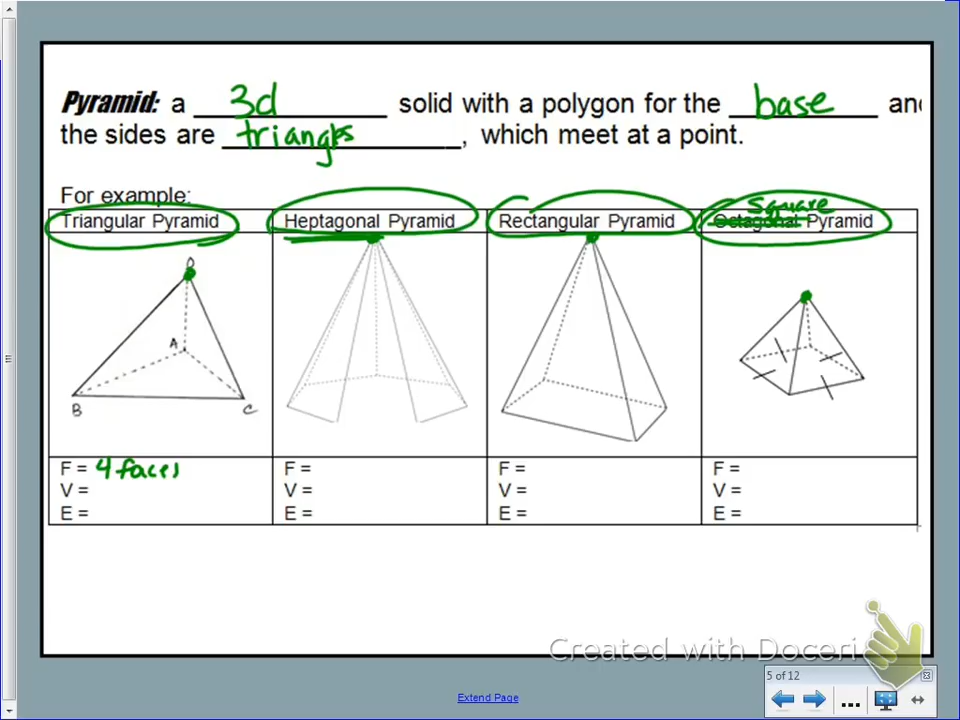 Pyramid: a 3d solid with a polygon for the base and
the sides are triangles, which meet at a point.
For example:
Triangular Pyramid Heptagonal Pyramid Rectangular Pyramid Octagonal Square Pyramid
D
A
B C
F = 4 faces F = F = F =
V = V = V = V =
E = E = E = E =
Created with Doceri
5 of 12
Extend Page